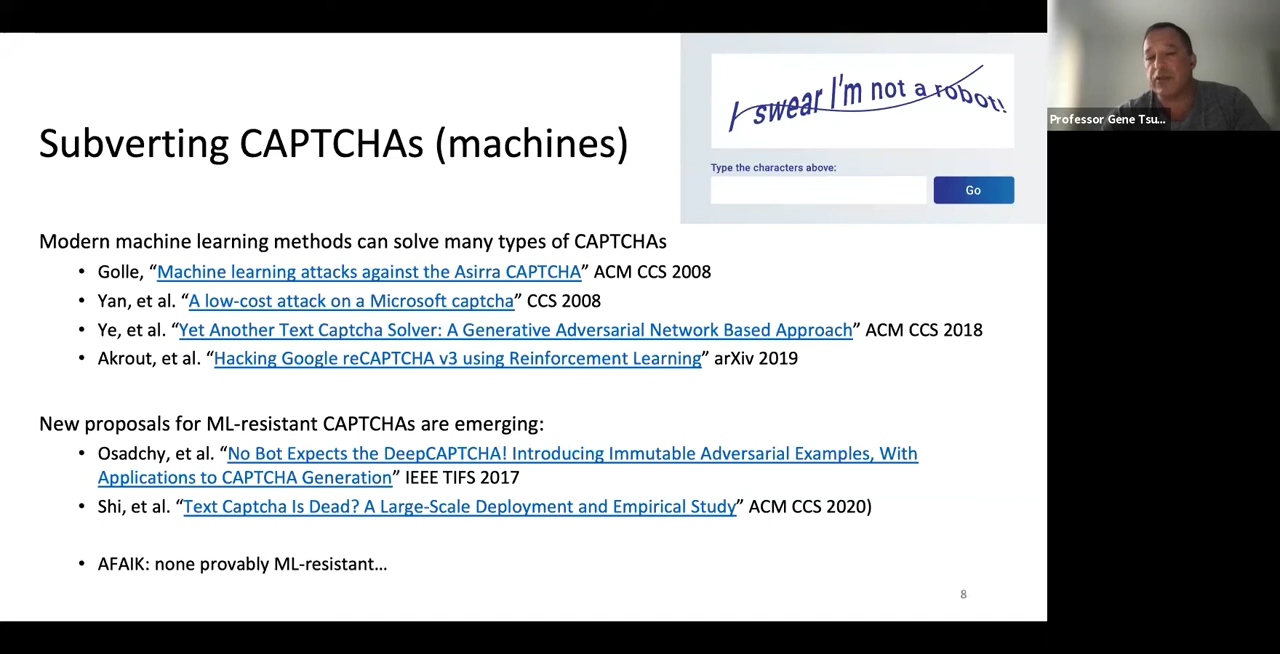 I swear I'm not a robot!
Professor Gene Tsu...
Subverting CAPTCHAs (machines)
Type the characters above:
Go
Modern machine learning methods can solve many types of CAPTCHAs
• Golle, “Machine learning attacks against the Asirra CAPTCHA” ACM CCS 2008
• Yan, et al. “A low-cost attack on a Microsoft captcha” CCS 2008
• Ye, et al. “Yet Another Text Captcha Solver: A Generative Adversarial Network Based Approach” ACM CCS 2018
• Akrout, et al. “Hacking Google reCAPTCHA v3 using Reinforcement Learning” arXiv 2019
New proposals for ML-resistant CAPTCHAs are emerging:
• Osadchy, et al. “No Bot Expects the DeepCAPTCHA! Introducing Immutable Adversarial Examples, With
Applications to CAPTCHA Generation” IEEE TIFS 2017
• Shi, et al. “Text Captcha Is Dead? A Large-Scale Deployment and Empirical Study” ACM CCS 2020)
• AFAIK: none provably ML-resistant…
8